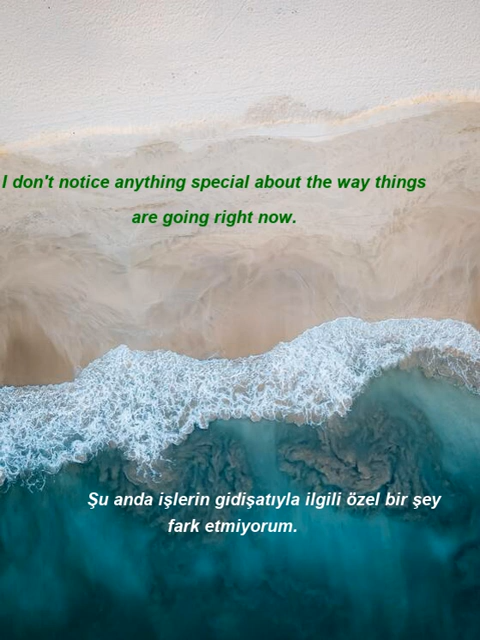 I don't notice anything special about the way things
are going right now.
Şu anda işlerin gidişatıyla ilgili özel bir şey
fark etmiyorum.